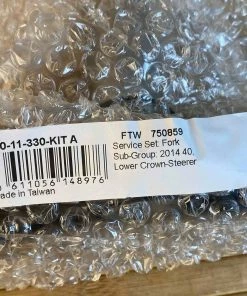 0-11-330-KIT A
FTW 750859
Service Set: Fork
Sub-Group: 2014 40,
Lower Crown-Steerer
611056 148976
ade in Taiwan